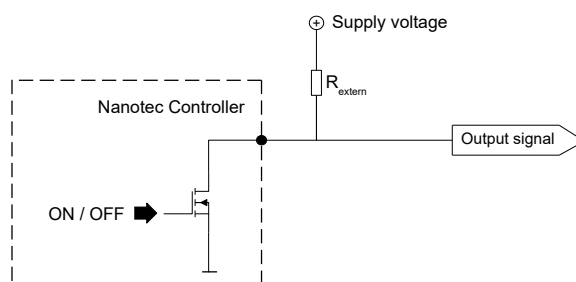 Supply voltage
R extern
Nanotec Controller
Output signal
ON / OFF